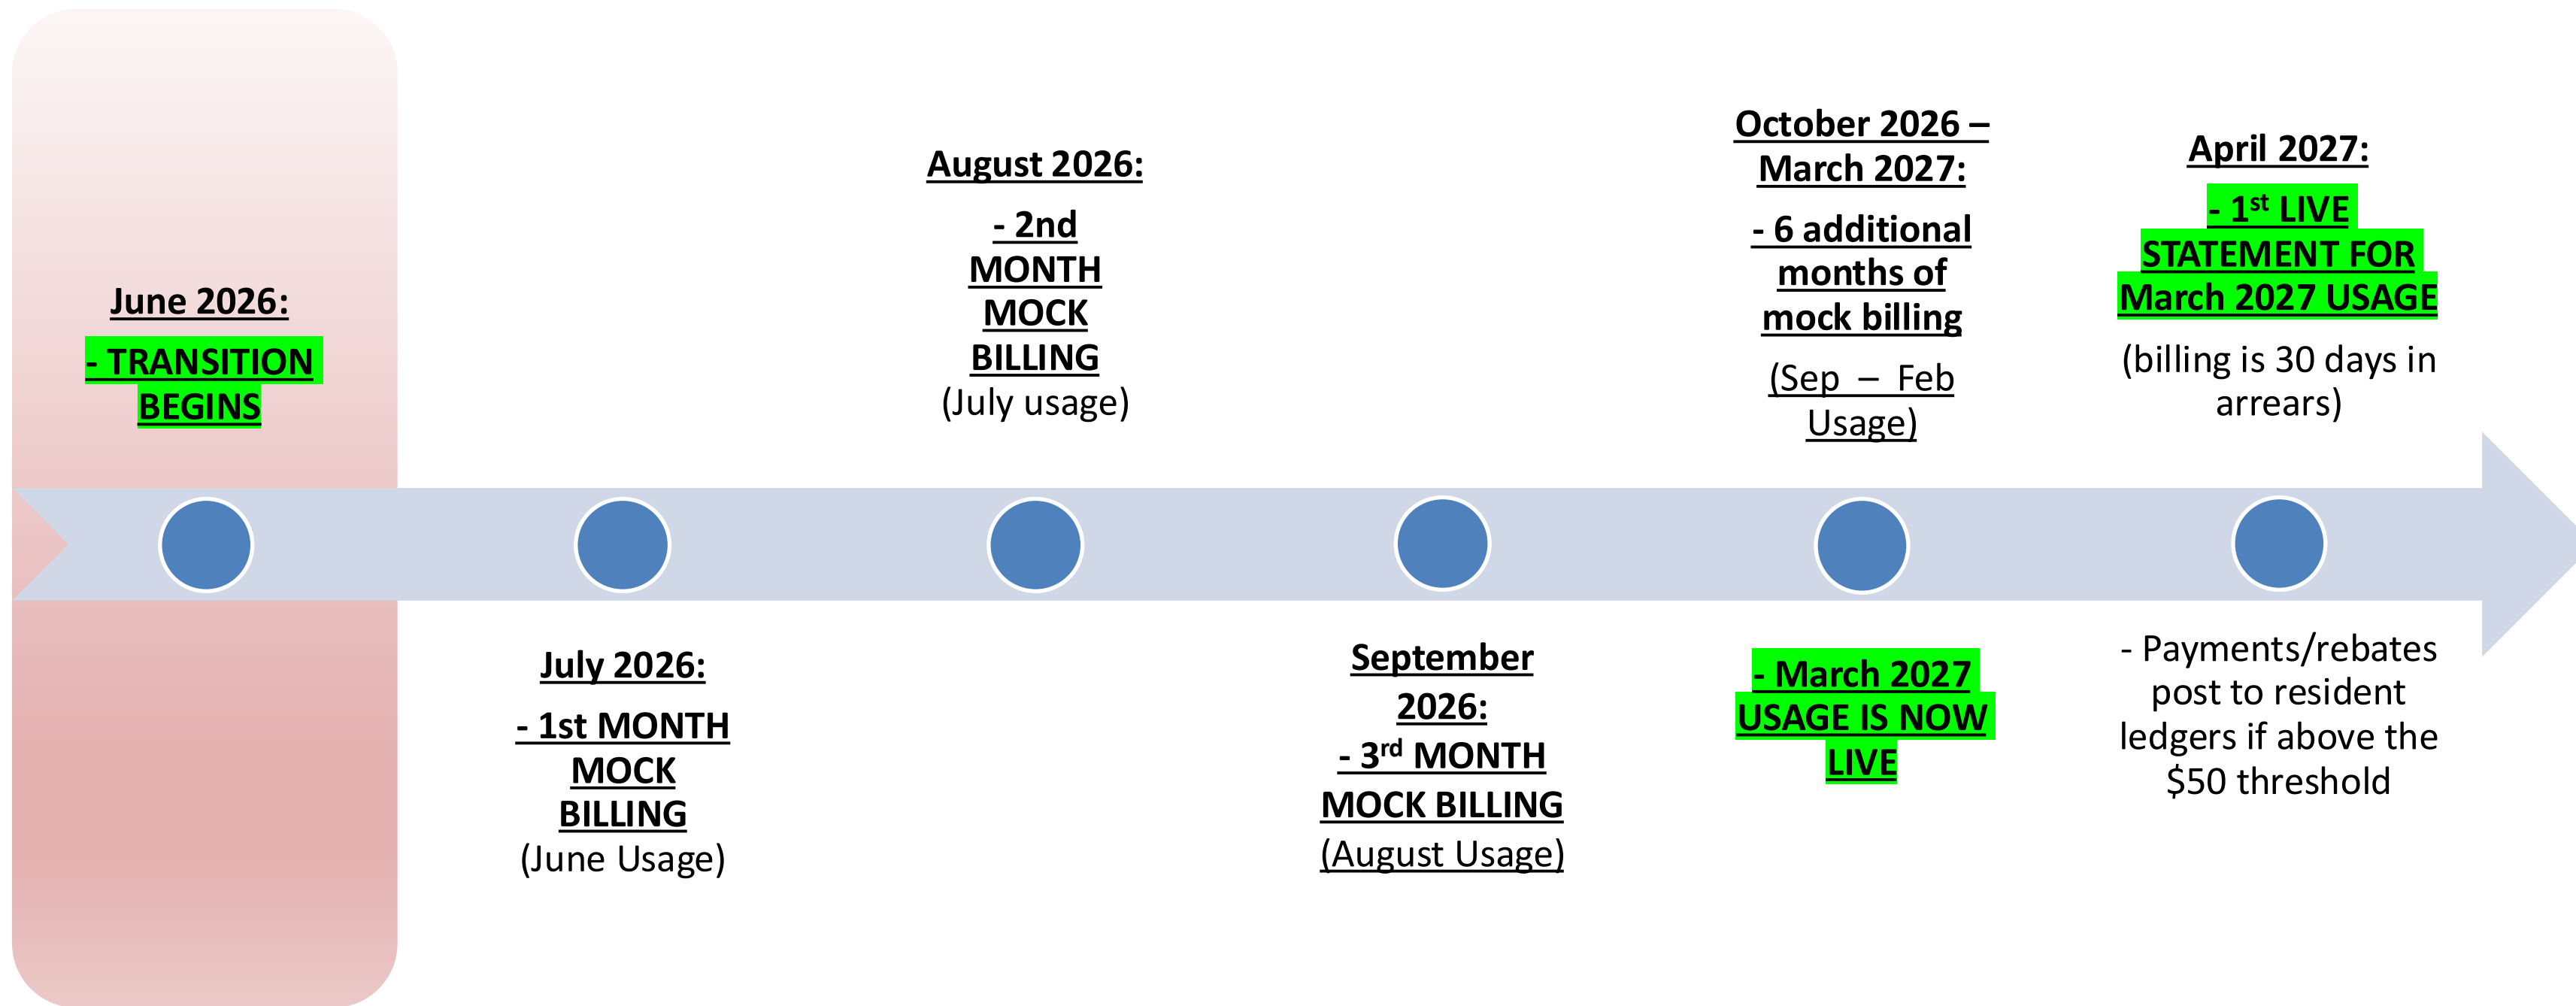 June 2026:
- TRANSITION
BEGINS
July 2026:
- 1st MONTH
MOCK
BILLING
(June Usage)
August 2026:
- 2nd
MONTH
MOCK
BILLING
(July usage)
September
2026:
- 3rd MONTH
MOCK BILLING
(August Usage)
October 2026 –
March 2027:
- 6 additional
months of
mock billing
(Sep – Feb
Usage)
- March 2027
USAGE IS NOW
LIVE
April 2027:
- 1st LIVE
STATEMENT FOR
March 2027 USAGE
(billing is 30 days in
arrears)
- Payments/rebates
post to resident
ledgers if above the
$50 threshold